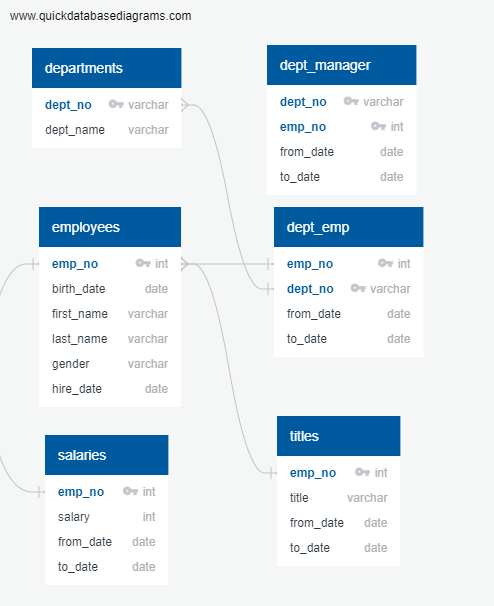 www.quickdatabasediagrams.com
departments
dept_no varchar
dept_name varchar
dept_manager
dept_no varchar
emp_no int
from_date date
to_date date
employees
emp_no int
birth_date date
first_name varchar
last_name varchar
gender varchar
hire_date date
dept_emp
emp_no int
dept_no varchar
from_date date
to_date date
salaries
emp_no int
salary int
from_date date
to_date date
titles
emp_no int
title varchar
from_date date
to_date date